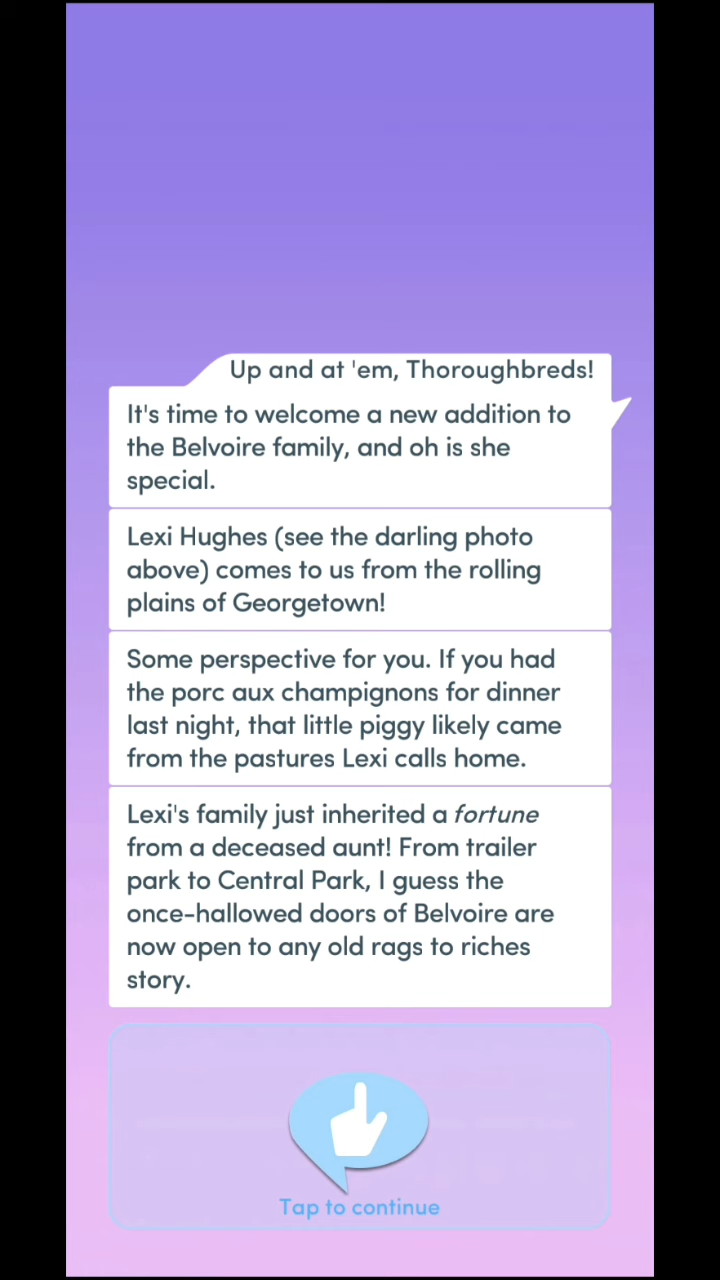 Up and at 'em, Thoroughbreds!
It's time to welcome a new addition to
the Belvoire family, and oh is she
special.
Lexi Hughes (see the darling photo
above) comes to us from the rolling
plains of Georgetown!
Some perspective for you. If you had
the porc aux champignons for dinner
last night, that little piggy likely came
from the pastures Lexi calls home.
Lexi's family just inherited a fortune
from a deceased aunt! From trailer
park to Central Park, I guess the
once-hallowed doors of Belvoire are
now open to any old rags to riches
story.
Tap to continue